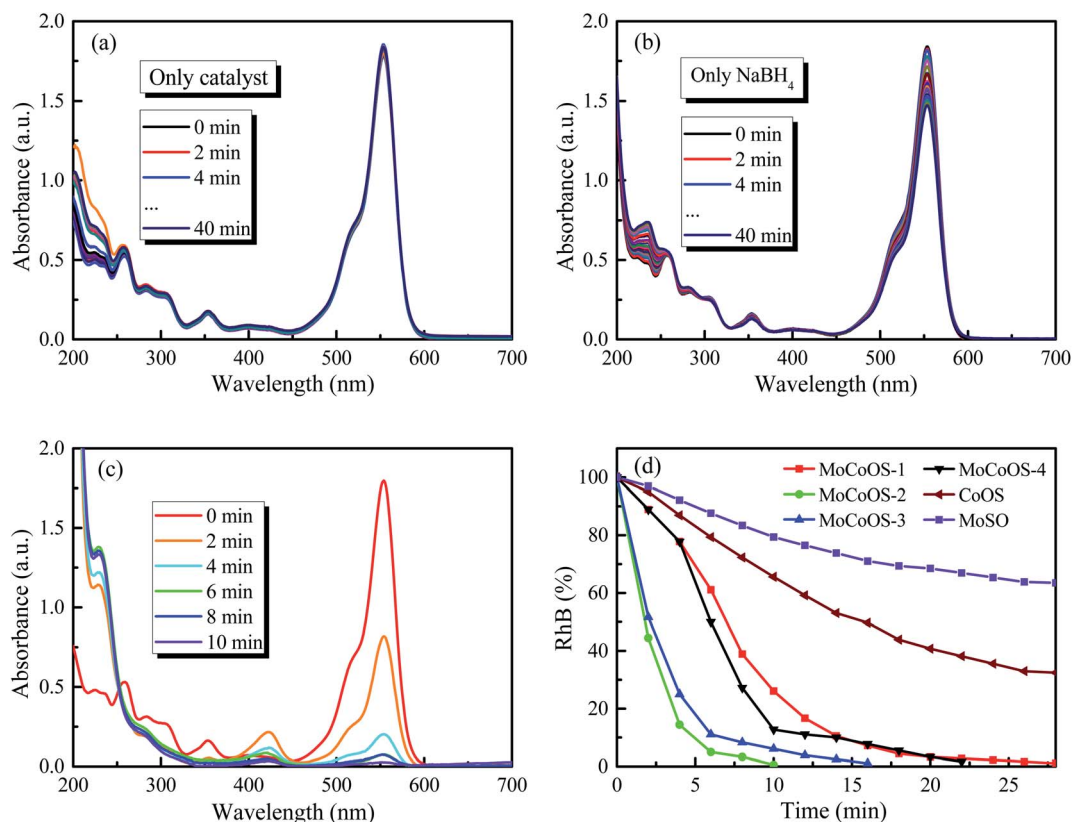 (a)
Only catalyst
0 min
2 min
4 min
...
40 min
Absorbance (a.u.)
2.0
1.5
1.0
0.5
0.0
200 300 400 500 600 700
Wavelength (nm)
(b)
Only NaBH4
0 min
2 min
4 min
...
40 min
Absorbance (a.u.)
2.0
1.5
1.0
0.5
0.0
200 300 400 500 600 700
Wavelength (nm)
(c)
0 min
2 min
4 min
6 min
8 min
10 min
Absorbance (a.u.)
2.0
1.5
1.0
0.5
0.0
200 300 400 500 600 700
Wavelength (nm)
(d)
MoCoOS-1 MoCoOS-4
MoCoOS-2 CoOS
MoCoOS-3 MoSO
RhB (%)
100
80
60
40
20
0
0 5 10 15 20 25
Time (min)